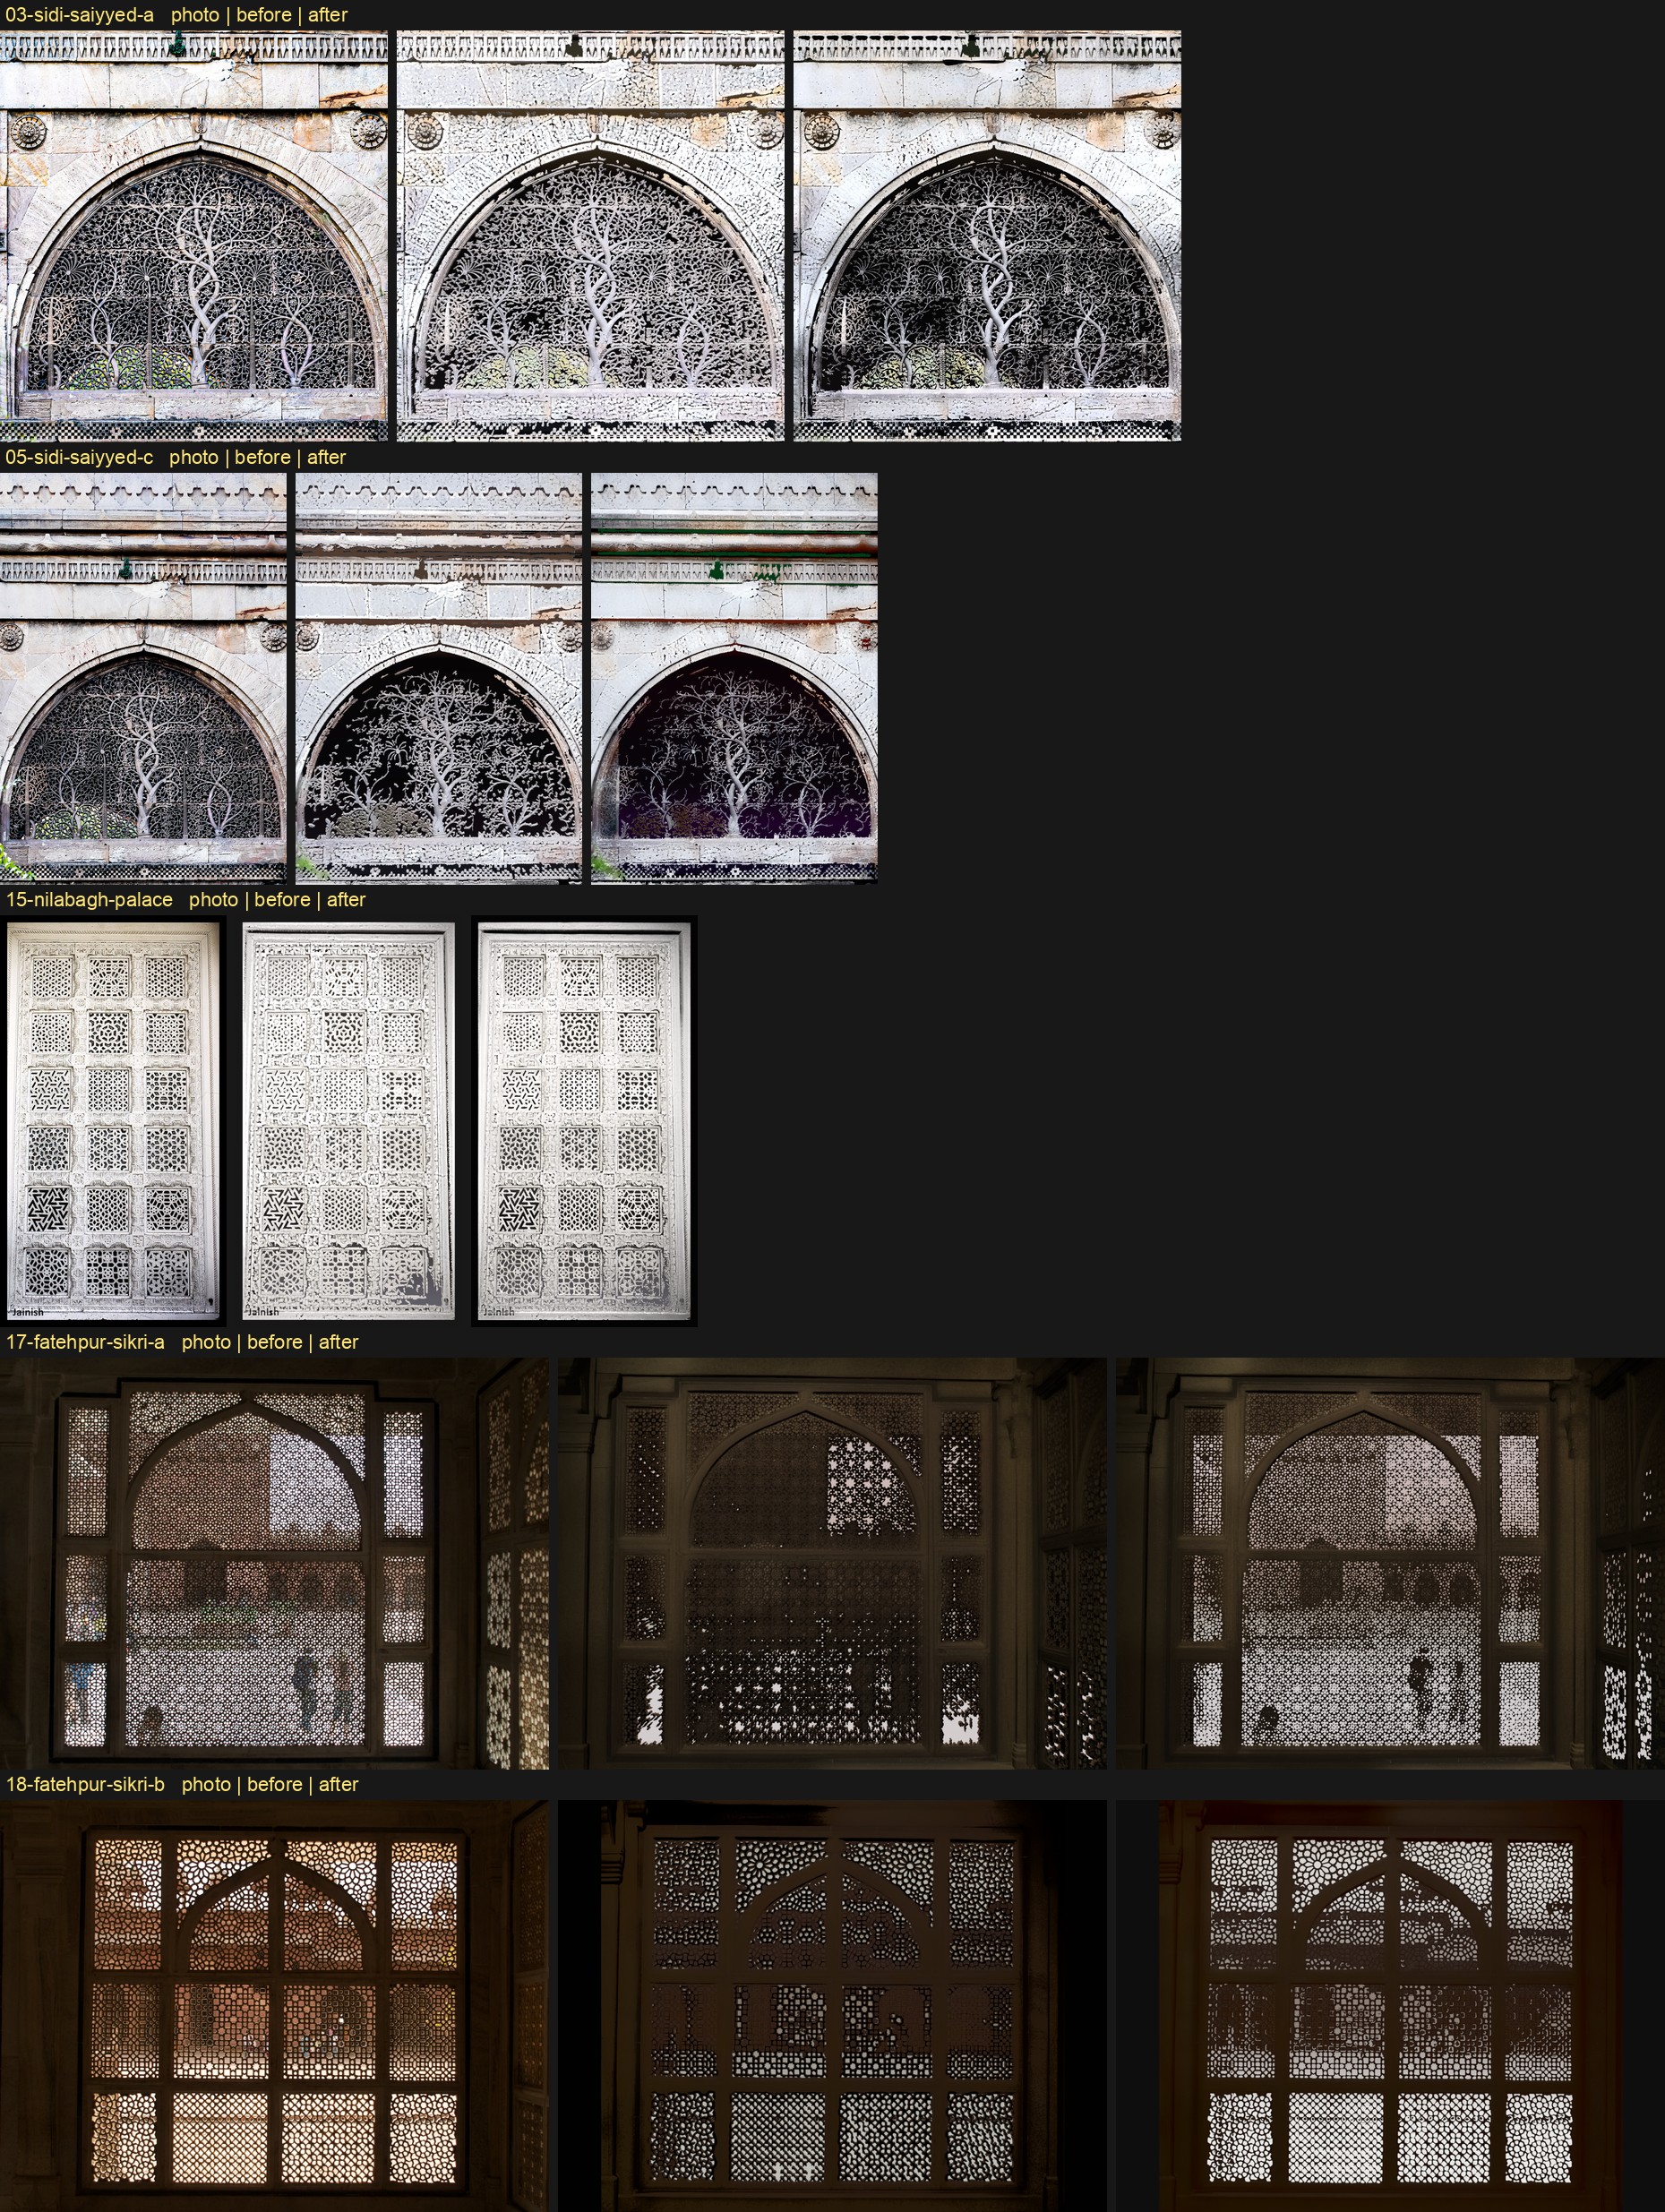 03-sidi-saiyyed-a photo | before | after
05-sidi-saiyyed-c photo | before | after
15-nilabagh-palace photo | before | after
Jainish
Jainish
Jainish
17-fatehpur-sikri-a photo | before | after
18-fatehpur-sikri-b photo | before | after